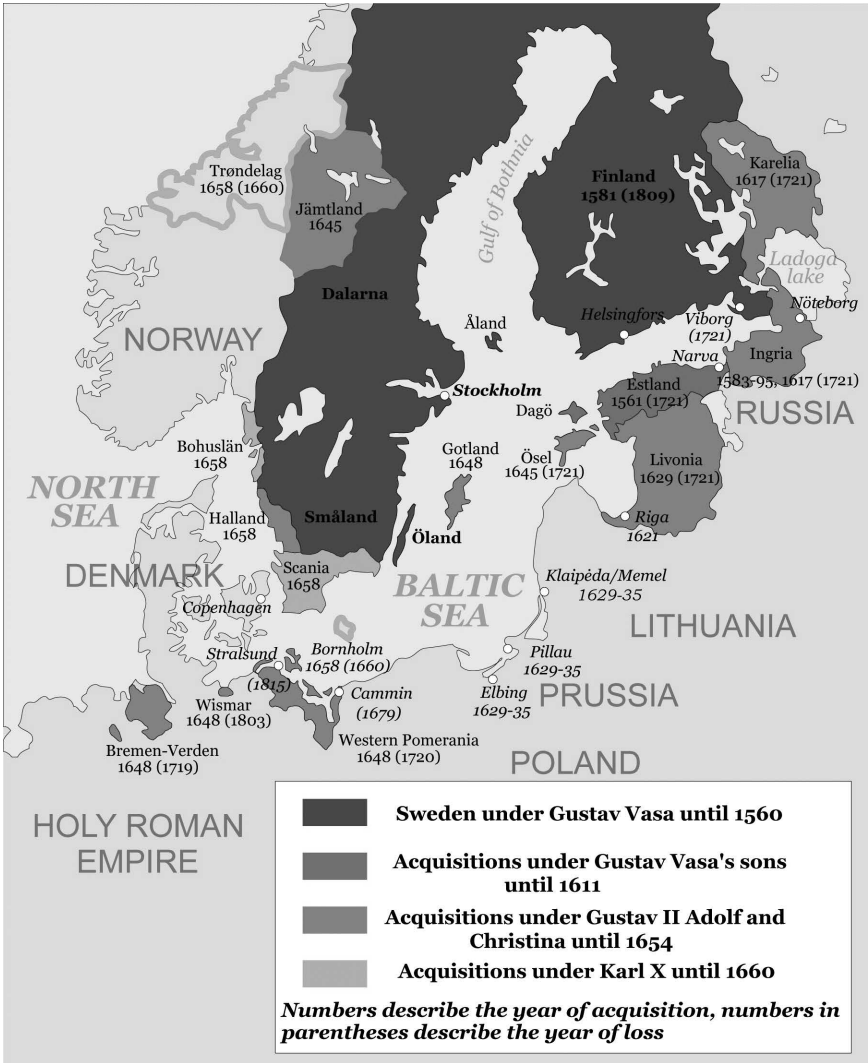 Trøndelag
1658 (1660)
Jämtland
1645
Gulf of Bothnia
Finland
1581 (1809)
Karelia
1617 (1721)
Ladoga
lake
Dalarna
NORWAY
Åland
Helsingfors
Viborg
(1721)
Nöteborg
Narva
Ingria
1583-95, 1617 (1721)
Stockholm
Estland
1561 (1721)
RUSSIA
Dagö
Bohuslän
1658
Gotland
1648
Ösel
1645 (1721)
Livonia
1629 (1721)
NORTH
SEA
Halland
1658
Småland
Öland
Riga
1621
DENMARK
Scania
1658
BALTIC
SEA
Klaipėda/Memel
1629-35
Copenhagen
LITHUANIA
Stralsund
(1815)
Bornholm
1658 (1660)
Pillau
1629-35
Wismar
1648 (1803)
Cammin
(1679)
Elbing
1629-35
PRUSSIA
Bremen-Verden
1648 (1719)
Western Pomerania
1648 (1720)
POLAND
HOLY ROMAN
EMPIRE
Sweden under Gustav Vasa until 1560
Acquisitions under Gustav Vasa's sons
until 1611
Acquisitions under Gustav II Adolf and
Christina until 1654
Acquisitions under Karl X until 1660
Numbers describe the year of acquisition, numbers in
parentheses describe the year of loss